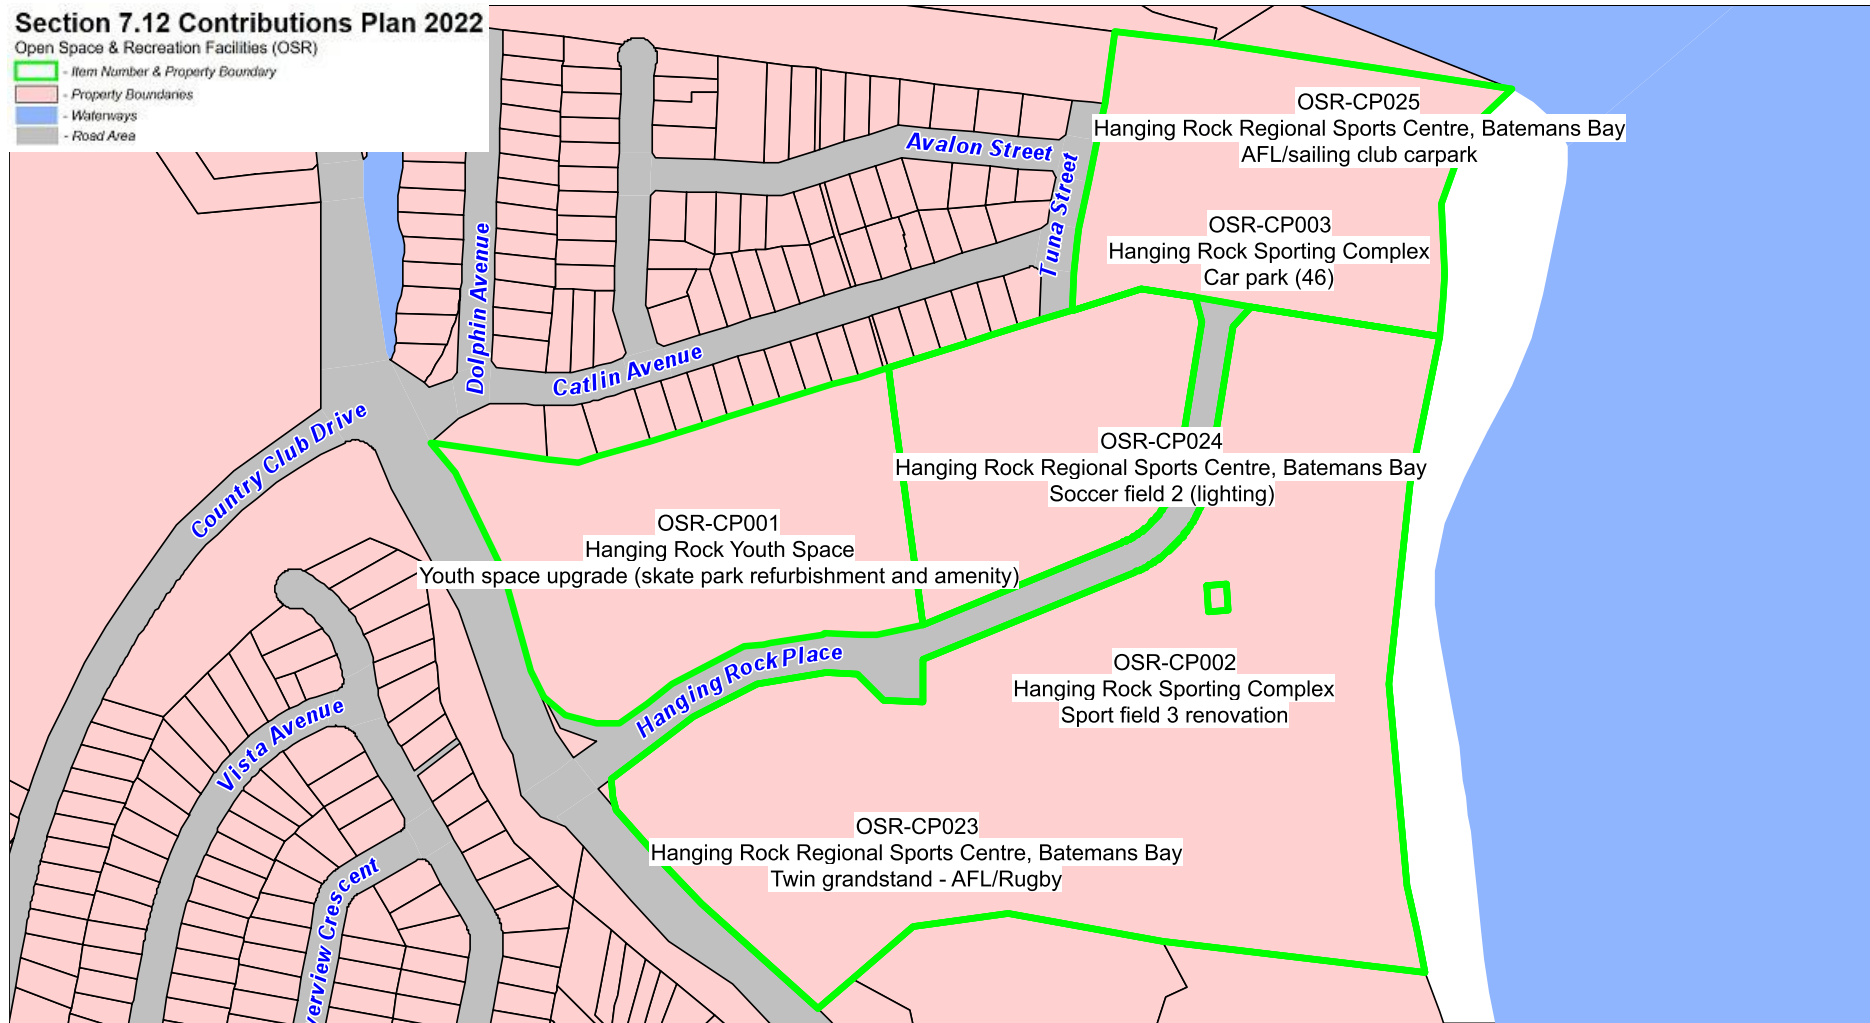 Section 7.12 Contributions Plan 2022
Open Space & Recreation Facilities (OSR)
- Item Number & Property Boundary
- Property Boundaries
- Waterways
- Road Area
OSR-CP025
Hanging Rock Regional Sports Centre, Batemans Bay
AFL/sailing club carpark
Avalon Street
Tuna Street
OSR-CP003
Hanging Rock Sporting Complex
Car park (46)
Dolphin Avenue
Catlin Avenue
Country Club Drive
OSR-CP024
Hanging Rock Regional Sports Centre, Batemans Bay
Soccer field 2 (lighting)
OSR-CP001
Hanging Rock Youth Space
Youth space upgrade (skate park refurbishment and amenity)
Hanging Rock Place
OSR-CP002
Hanging Rock Sporting Complex
Sport field 3 renovation
Vista Avenue
OSR-CP023
Hanging Rock Regional Sports Centre, Batemans Bay
Twin grandstand - AFL/Rugby
verview Crescent